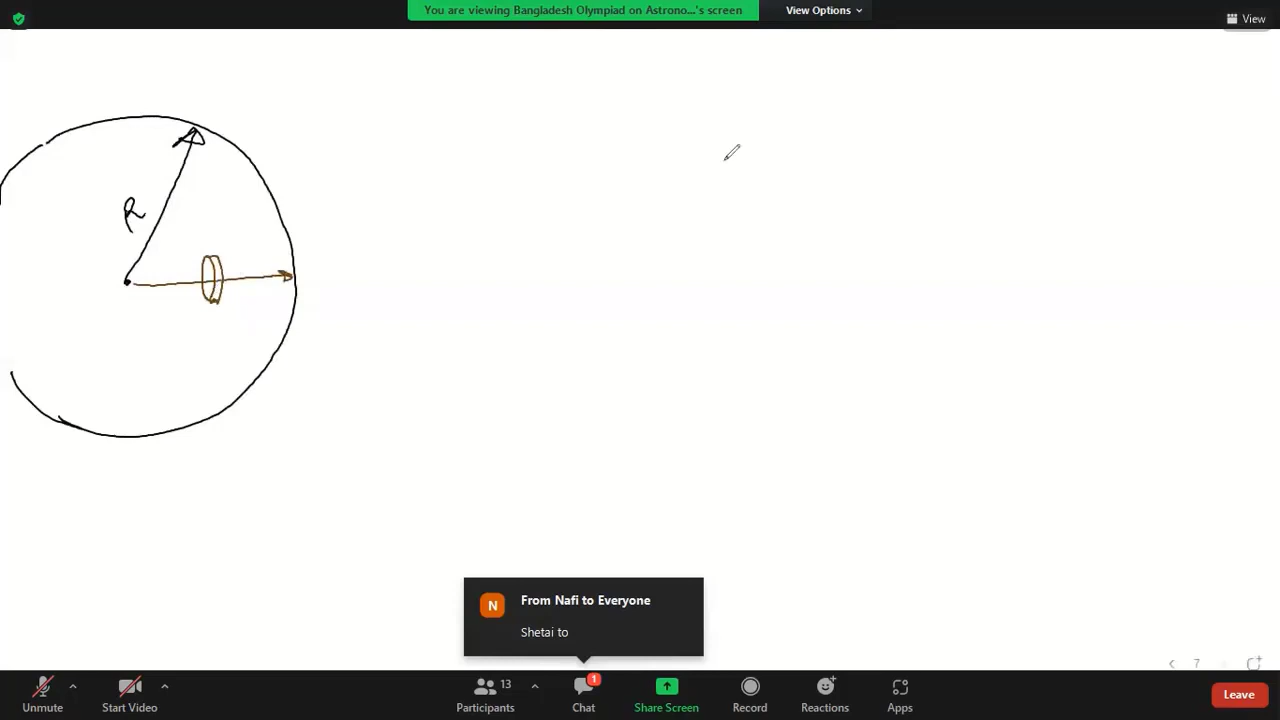 You are viewing Bangladesh Olympiad on Astrono...'s screen
View Options
View
R
From Nafi to Everyone
N
Shetai to
7
13
1
Unmute
Start Video
Participants
Chat
Share Screen
Record
Reactions
Apps
Leave